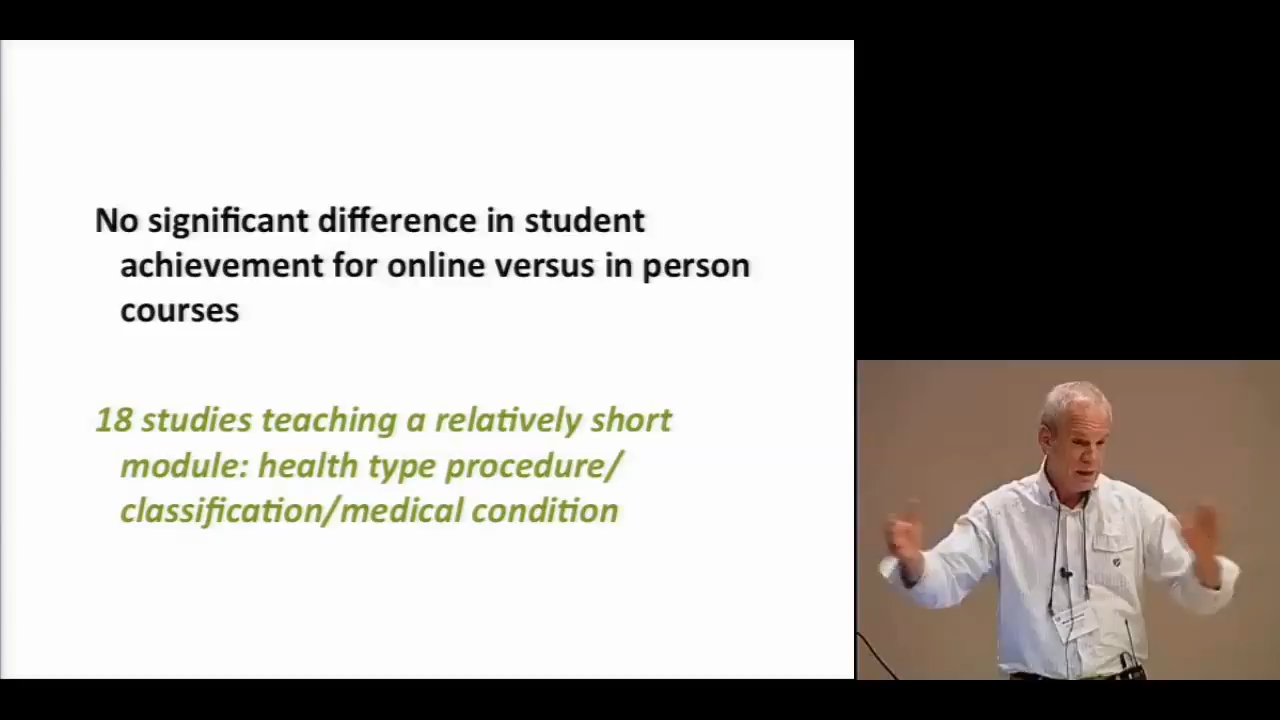 No significant difference in student
achievement for online versus in person
courses
18 studies teaching a relatively short
module: health type procedure/
classification/medical condition